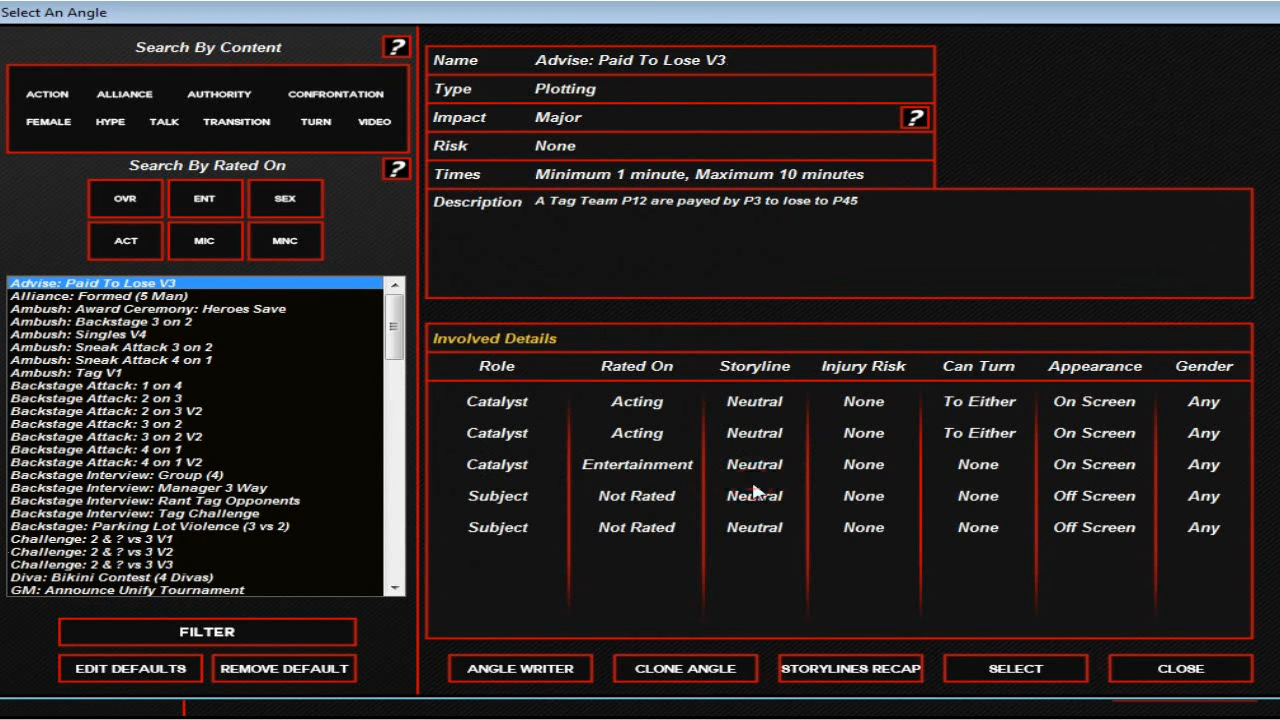 Select An Angle
Search By Content ?
ACTION ALLIANCE AUTHORITY CONFRONTATION
FEMALE HYPE TALK TRANSITION TURN VIDEO
Search By Rated On ?
OVR ENT SEX
ACT MIC MNC
Advise: Paid To Lose V3
Alliance: Formed (5 Man)
Ambush: Award Ceremony: Heroes Save
Ambush: Backstage 3 on 2
Ambush: Singles V4
Ambush: Sneak Attack 3 on 2
Ambush: Sneak Attack 4 on 1
Ambush: Tag V1
Backstage Attack: 1 on 4
Backstage Attack: 2 on 3
Backstage Attack: 2 on 3 V2
Backstage Attack: 3 on 2
Backstage Attack: 3 on 2 V2
Backstage Attack: 4 on 1
Backstage Attack: 4 on 1 V2
Backstage Interview: Group (4)
Backstage Interview: Manager 3 Way
Backstage Interview: Rant Tag Opponents
Backstage Interview: Tag Challenge
Backstage: Parking Lot Violence (3 vs 2)
Challenge: 2 & ? vs 3 V1
Challenge: 2 & ? vs 3 V2
Challenge: 2 & ? vs 3 V3
Diva: Bikini Contest (4 Divas)
GM: Announce Unify Tournament
FILTER
EDIT DEFAULTS REMOVE DEFAULT
Name Advise: Paid To Lose V3
Type Plotting
Impact Major ?
Risk None
Times Minimum 1 minute, Maximum 10 minutes
Description A Tag Team P12 are payed by P3 to lose to P45
Involved Details
Role Rated On Storyline Injury Risk Can Turn Appearance Gender
Catalyst Acting Neutral None To Either On Screen Any
Catalyst Acting Neutral None To Either On Screen Any
Catalyst Entertainment Neutral None None On Screen Any
Subject Not Rated Neutral None None Off Screen Any
Subject Not Rated Neutral None None Off Screen Any
ANGLE WRITER CLONE ANGLE STORYLINES RECAP SELECT CLOSE